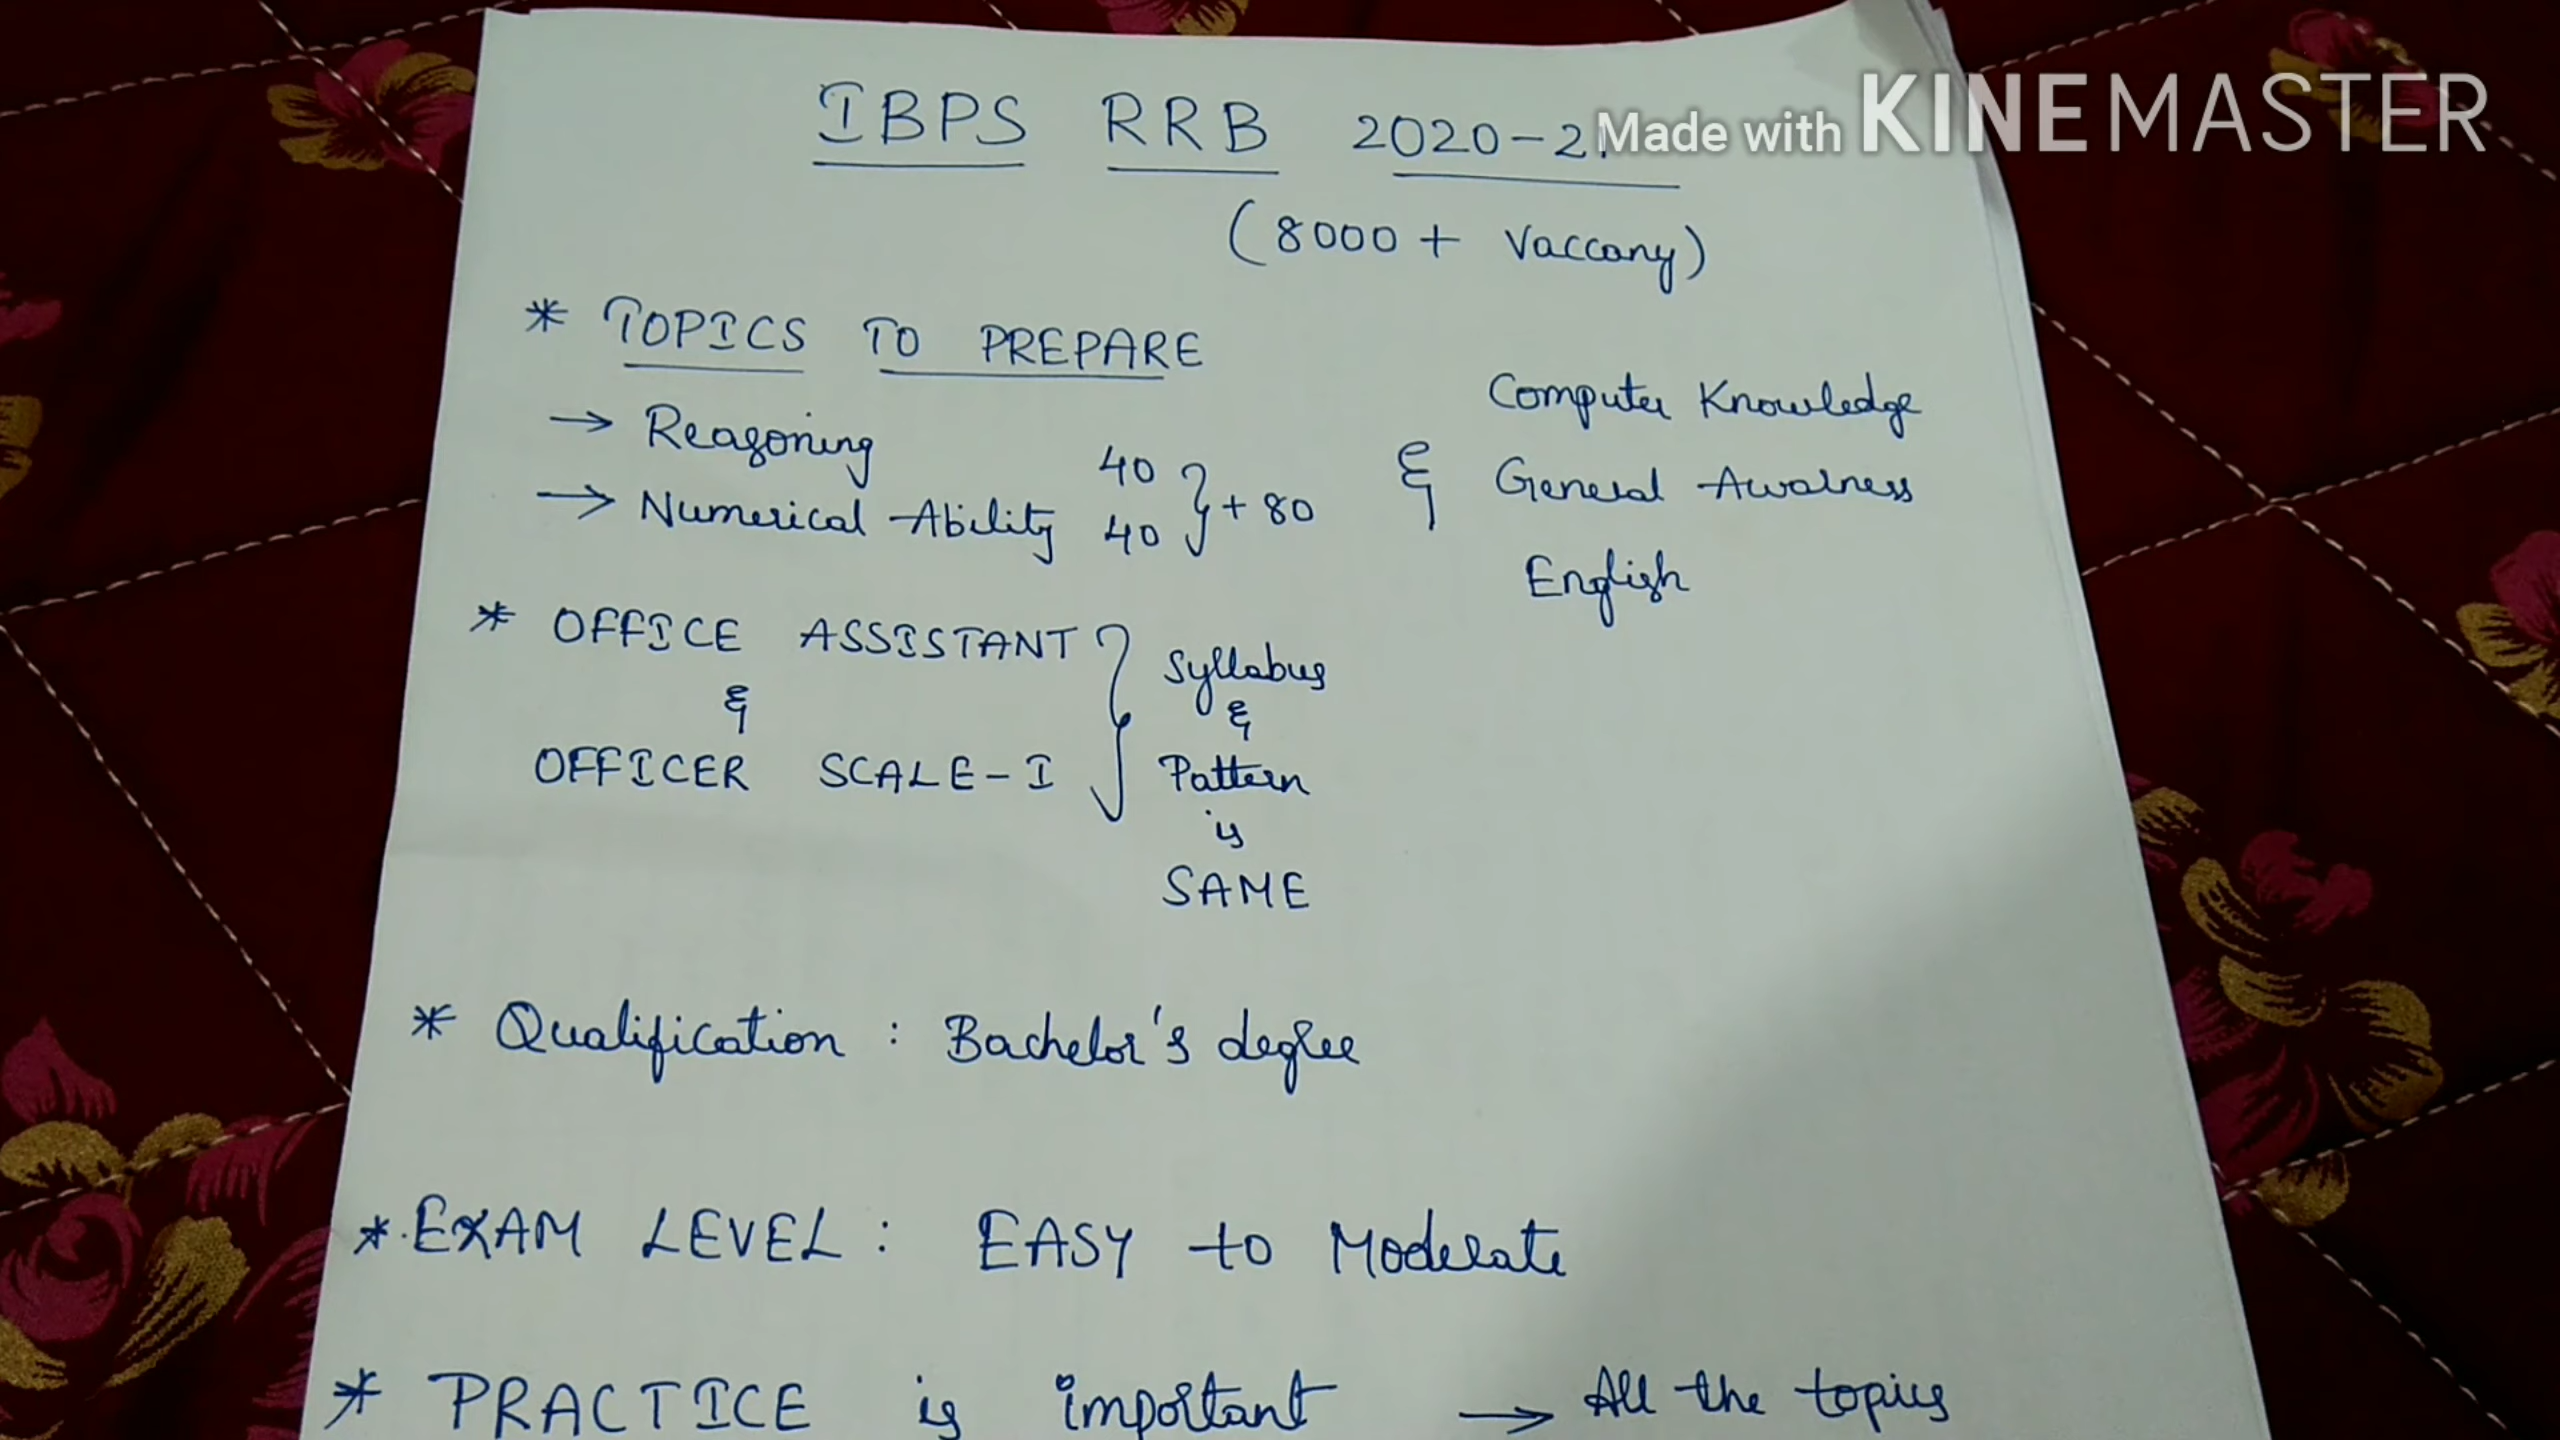 IBPS RRB 2020-21
Made with KINEMASTER
(8000 + Vaccany)
* TOPICS TO PREPARE
→ Reasoning 40
→ Numerical Ability 40 } + 80
& Computer Knowledge
General Awarness
English
* OFFICE ASSISTANT
&
OFFICER SCALE-I
} Syllabus
&
Pattern
is
SAME
* Qualification : Bachelor's degree
* EXAM LEVEL : EASY to Moderate
* PRACTICE is important → All the topics